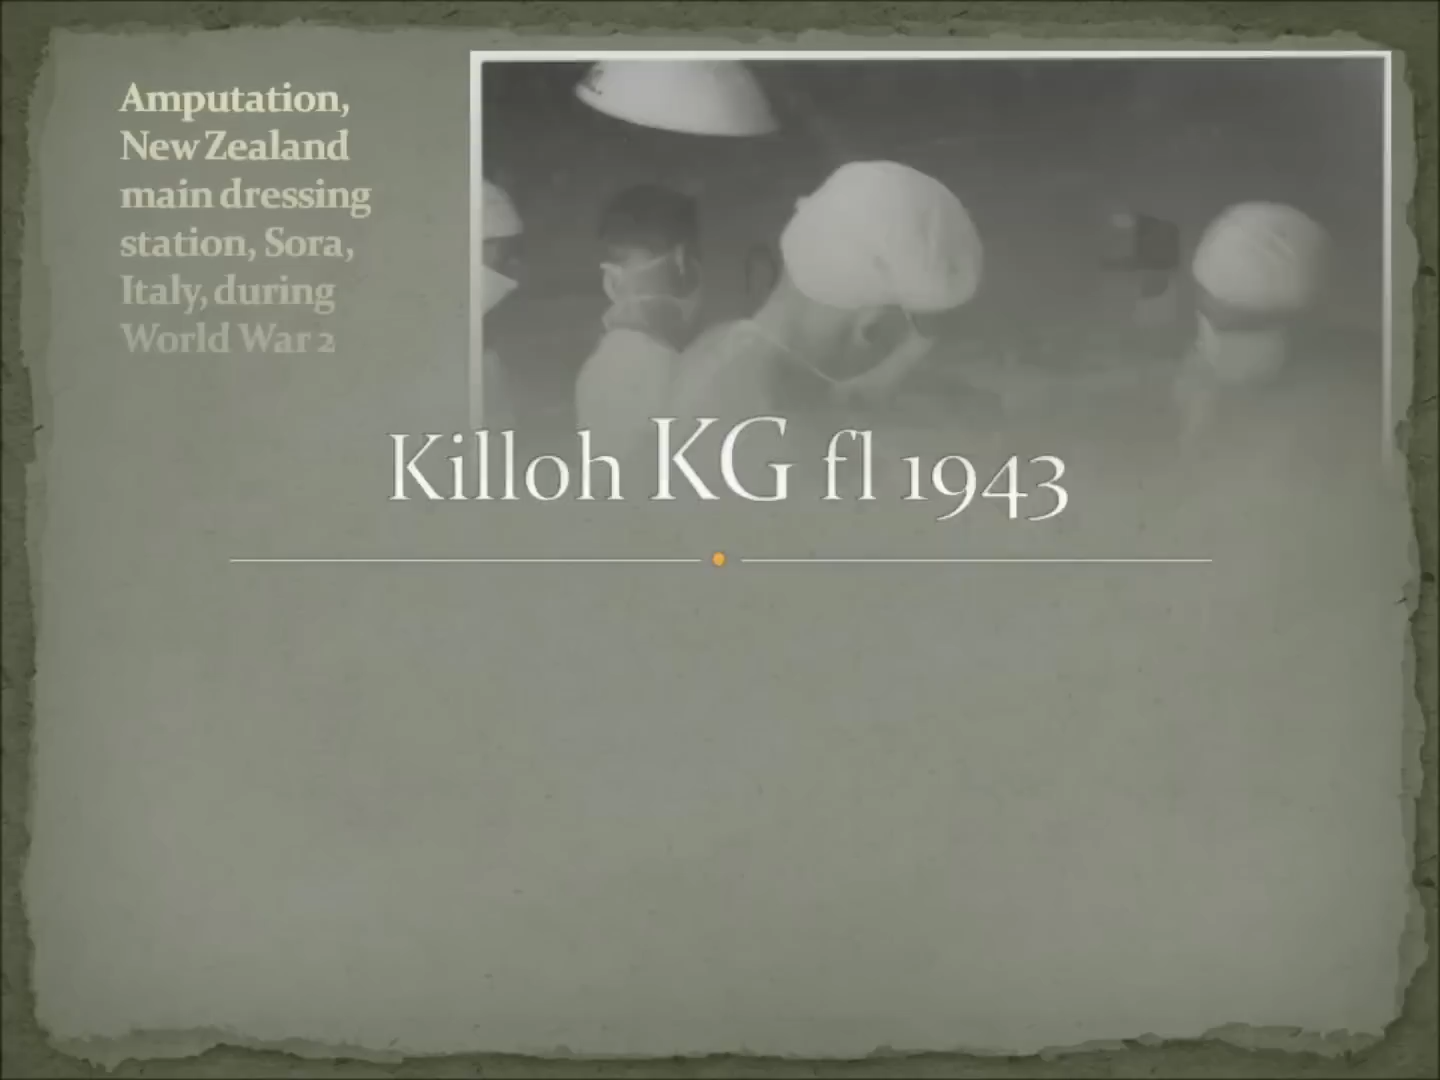 Amputation,
New Zealand
main dressing
station, Sora,
Italy, during
World War 2
Killoh KG fl 1943